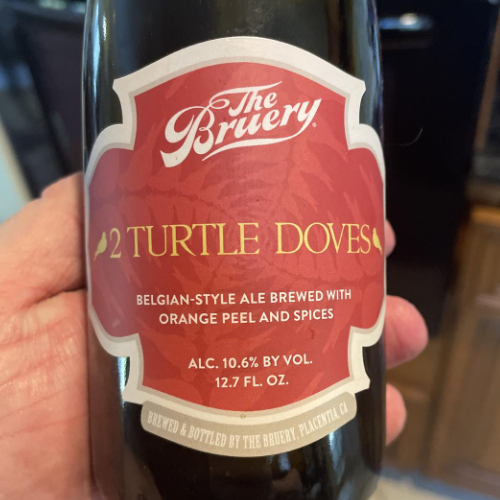 The
Bruery®
2 TURTLE DOVES
BELGIAN-STYLE ALE BREWED WITH
ORANGE PEEL AND SPICES
ALC. 10.6% BY VOL.
12.7 FL. OZ.
BREWED & BOTTLED BY THE BRUERY, PLACENTIA, CA